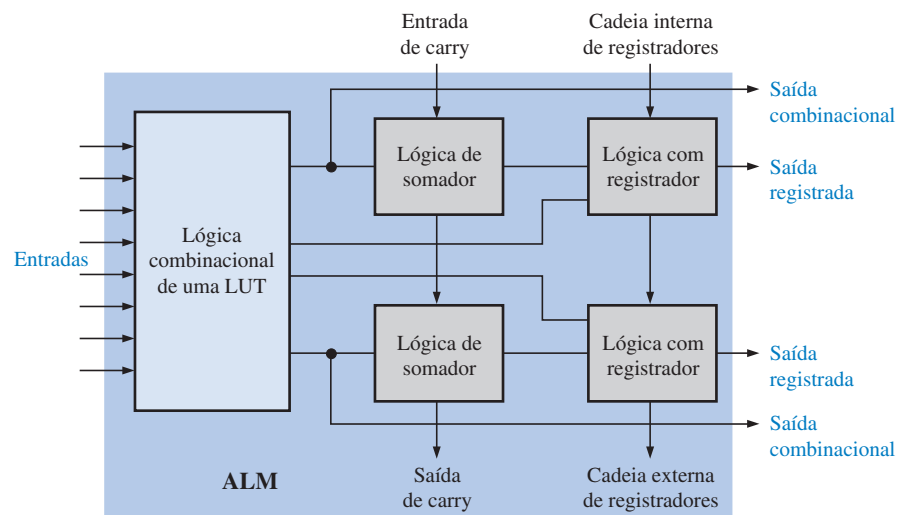 Entrada
de carry
Cadeia interna
de registradores
Saída
combinacional
Lógica de
somador
Lógica com
registrador
Saída
registrada
Entradas
Lógica
combinacional
de uma LUT
Lógica de
somador
Lógica com
registrador
Saída
registrada
Saída
combinacional
ALM
Saída
de carry
Cadeia externa
de registradores